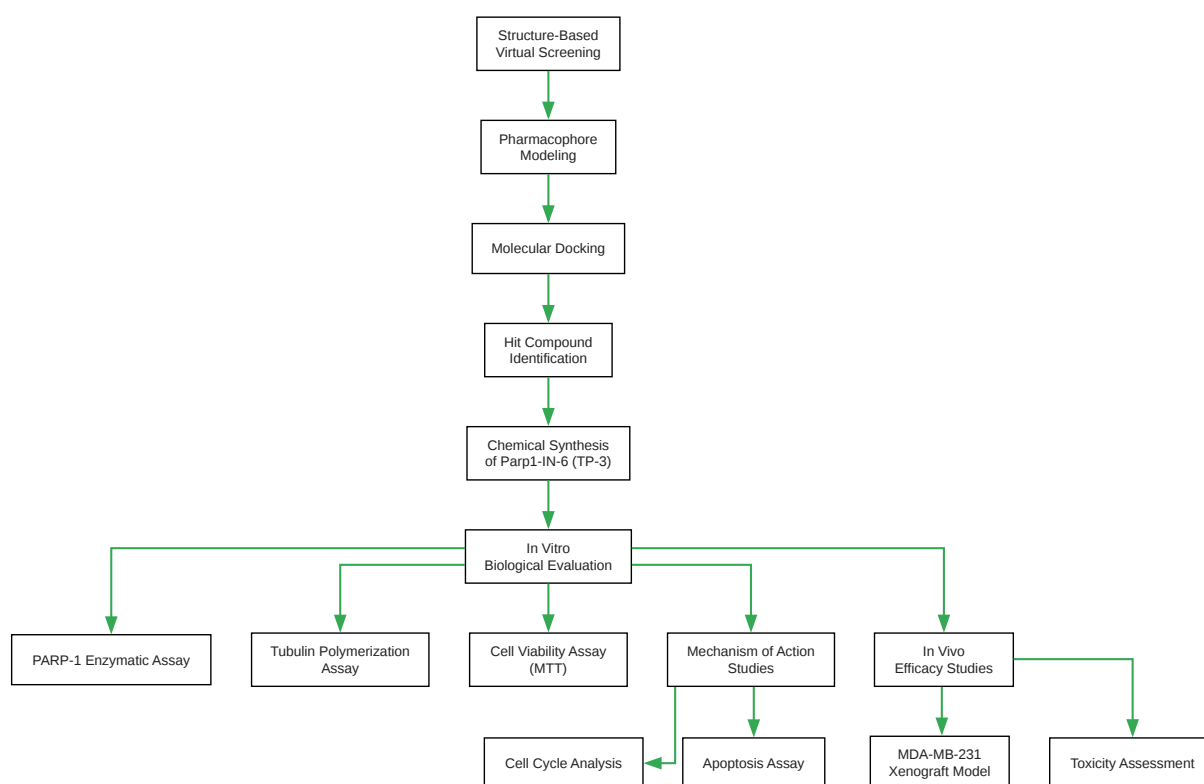 Structure-Based
Virtual Screening
Pharmacophore
Modeling
Molecular Docking
Hit Compound
Identification
Chemical Synthesis
of Parp1-IN-6 (TP-3)
In Vitro
Biological Evaluation
PARP-1 Enzymatic Assay
Tubulin Polymerization
Assay
Cell Viability Assay
(MTT)
Mechanism of Action
Studies
In Vivo
Efficacy Studies
Cell Cycle Analysis
Apoptosis Assay
MDA-MB-231
Xenograft Model
Toxicity Assessment